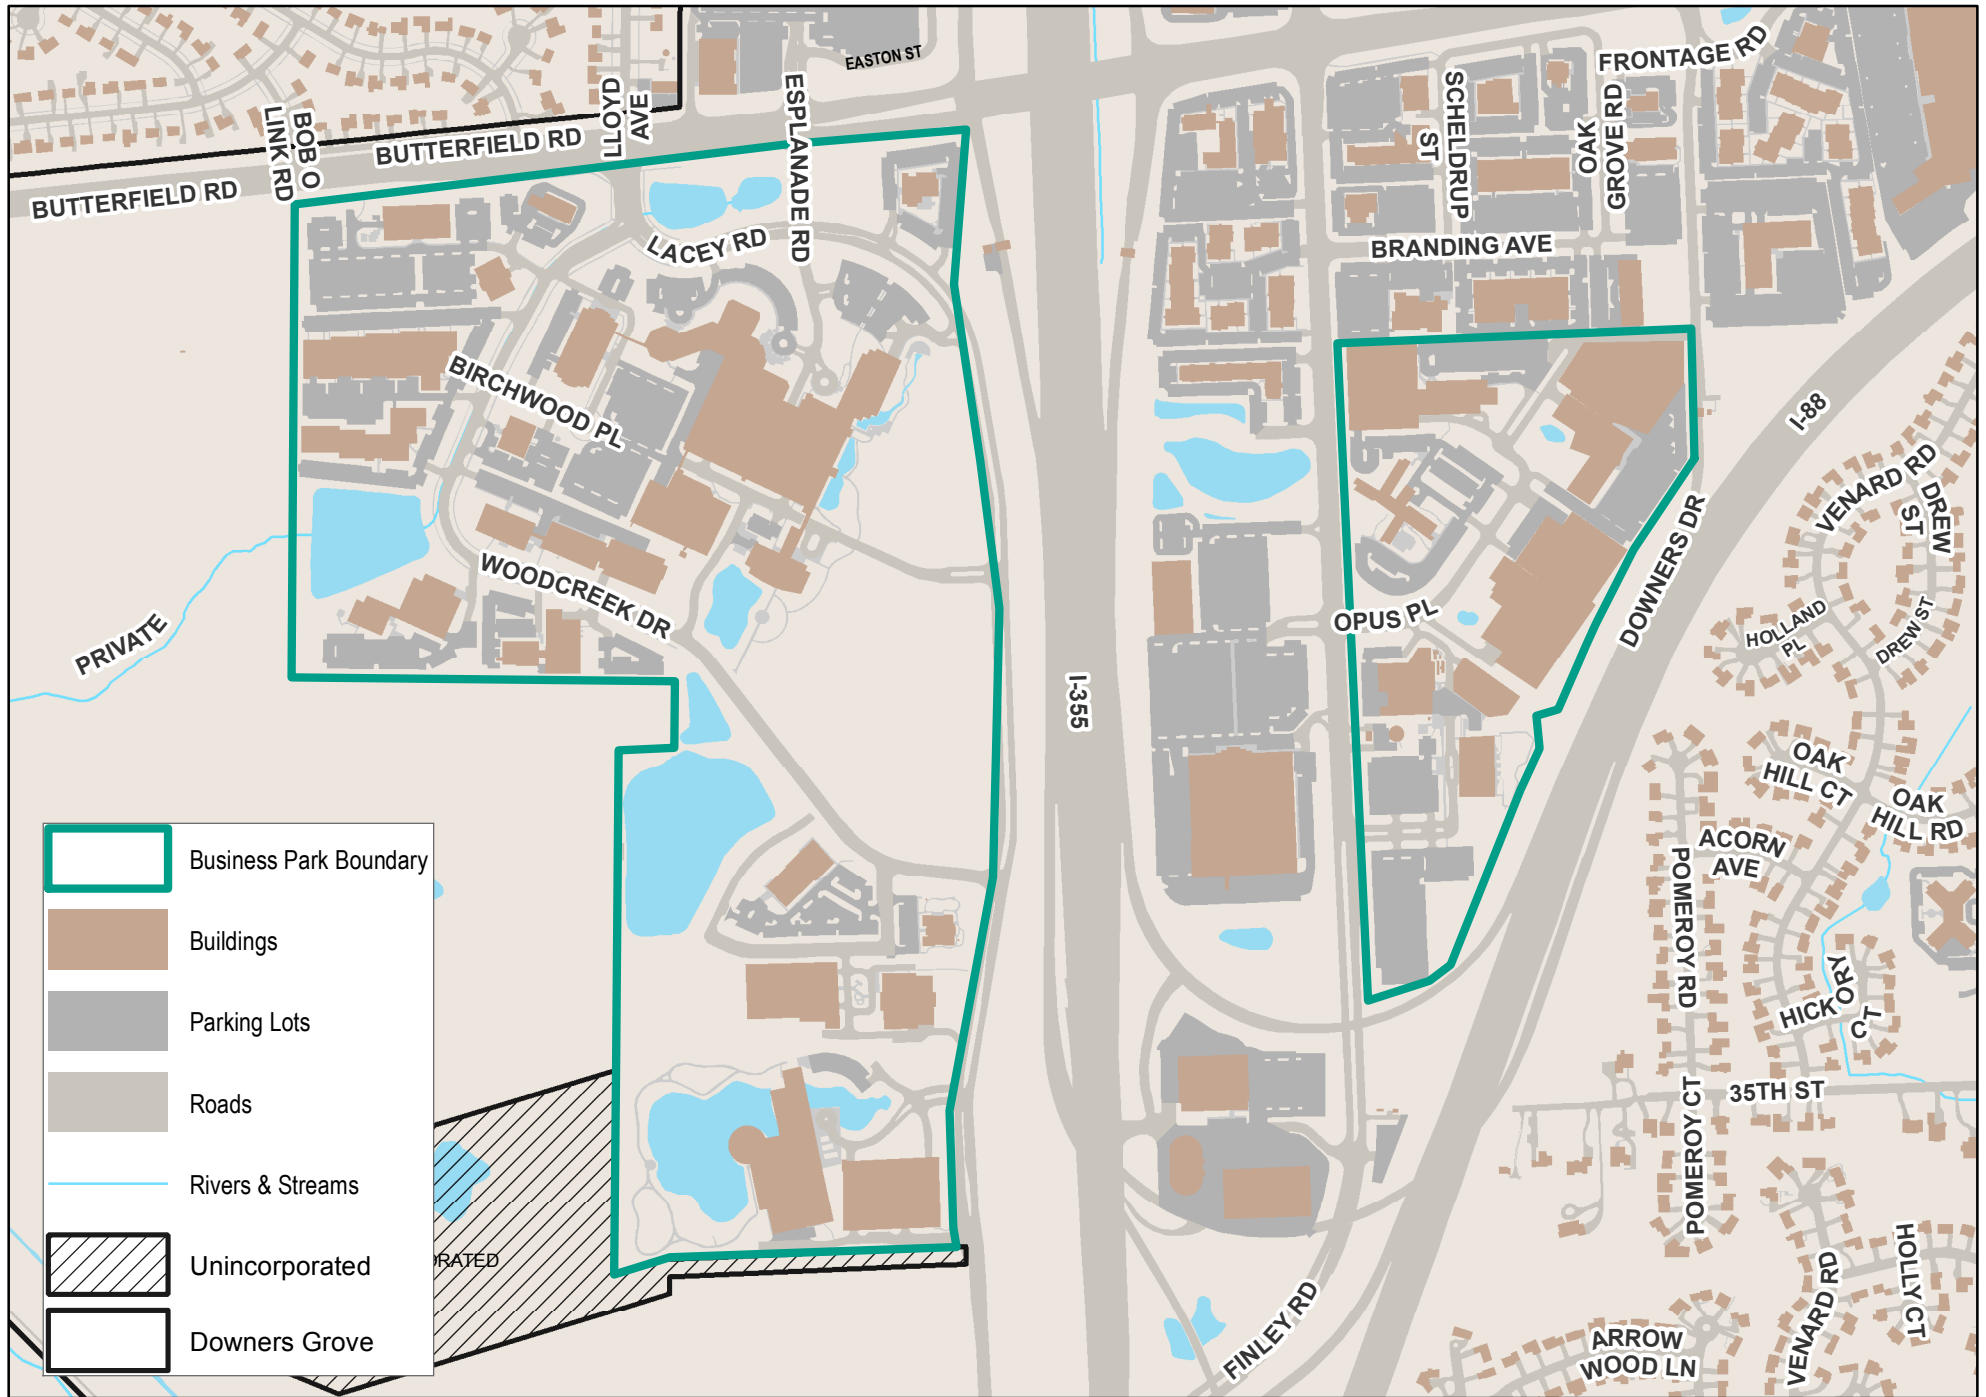 EASTON ST
FRONTAGE RD
LLOYD
AVE
ESPLANADE RD
SCHELDRUP
ST
OAK
GROVE RD
BOB O
LINK RD
BUTTERFIELD RD
BUTTERFIELD RD
LACEY RD
BRANDING AVE
BIRCHWOOD PL
I-88
VENARD RD
DREW
ST
WOODCREEK DR
DOWNERS DR
OPUS PL
HOLLAND
PL
DREW ST
PRIVATE
I-355
OAK
HILL CT
OAK
HILL RD
ACORN
AVE
POMEROY RD
HICKORY
CT
35TH ST
POMEROY CT
HOLLY CT
VENARD RD
FINLEY RD
ARROW
WOOD LN
Business Park Boundary
Buildings
Parking Lots
Roads
Rivers & Streams
Unincorporated
ORATED
Downers Grove